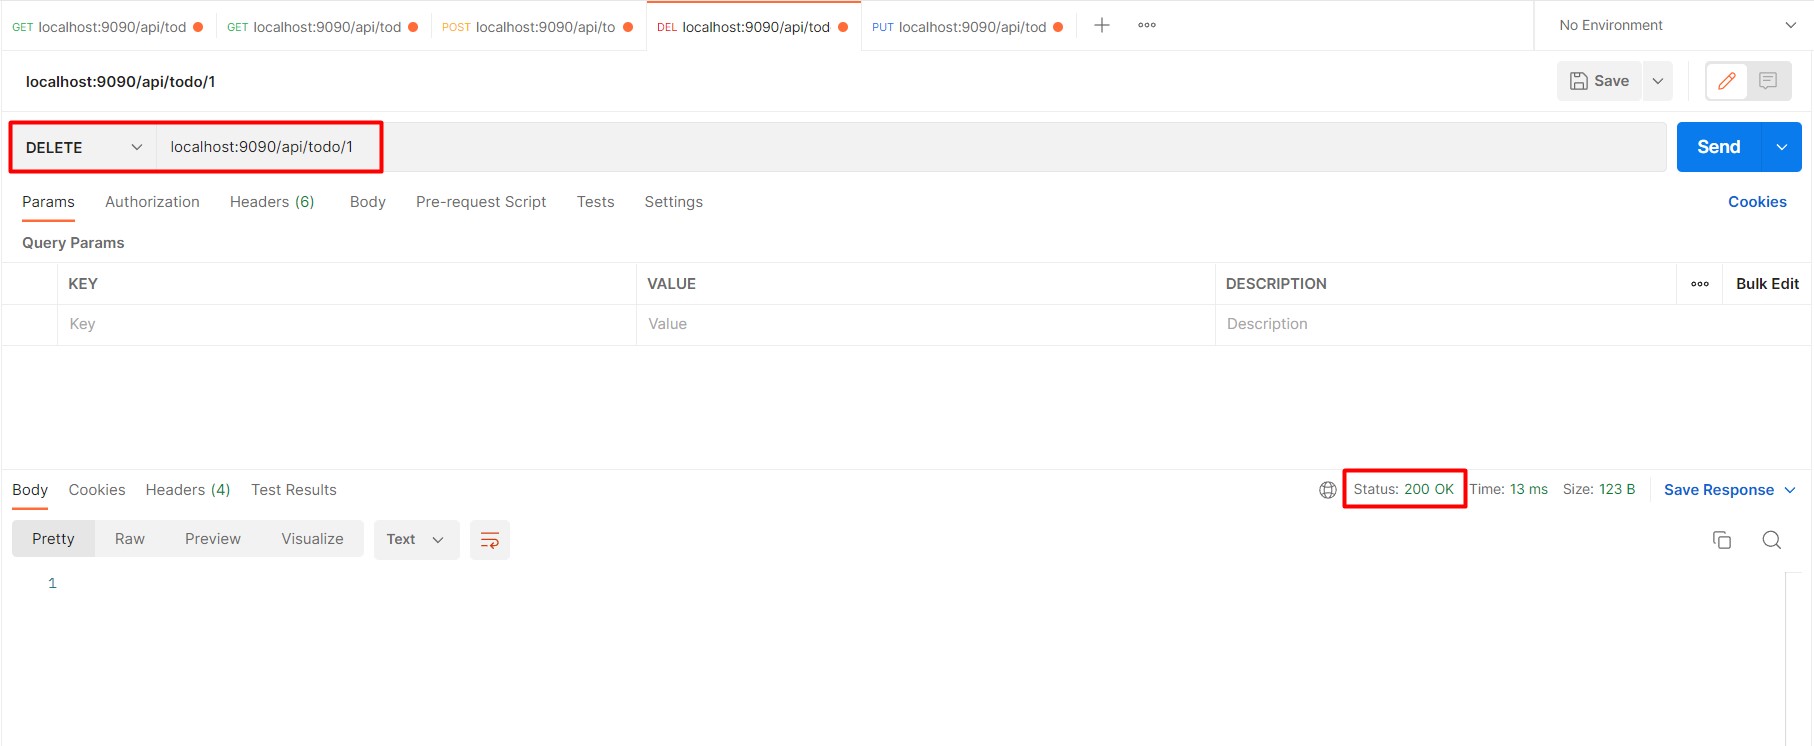 GET localhost:9090/api/tod GET localhost:9090/api/tod POST localhost:9090/api/to DEL localhost:9090/api/tod PUT localhost:9090/api/tod No Environment
localhost:9090/api/todo/1 Save
DELETE localhost:9090/api/todo/1 Send
Params Authorization Headers (6) Body Pre-request Script Tests Settings Cookies
Query Params
KEY VALUE DESCRIPTION Bulk Edit
Key Value Description
Body Cookies Headers (4) Test Results Status: 200 OK Time: 13 ms Size: 123 B Save Response
Pretty Raw Preview Visualize Text
1